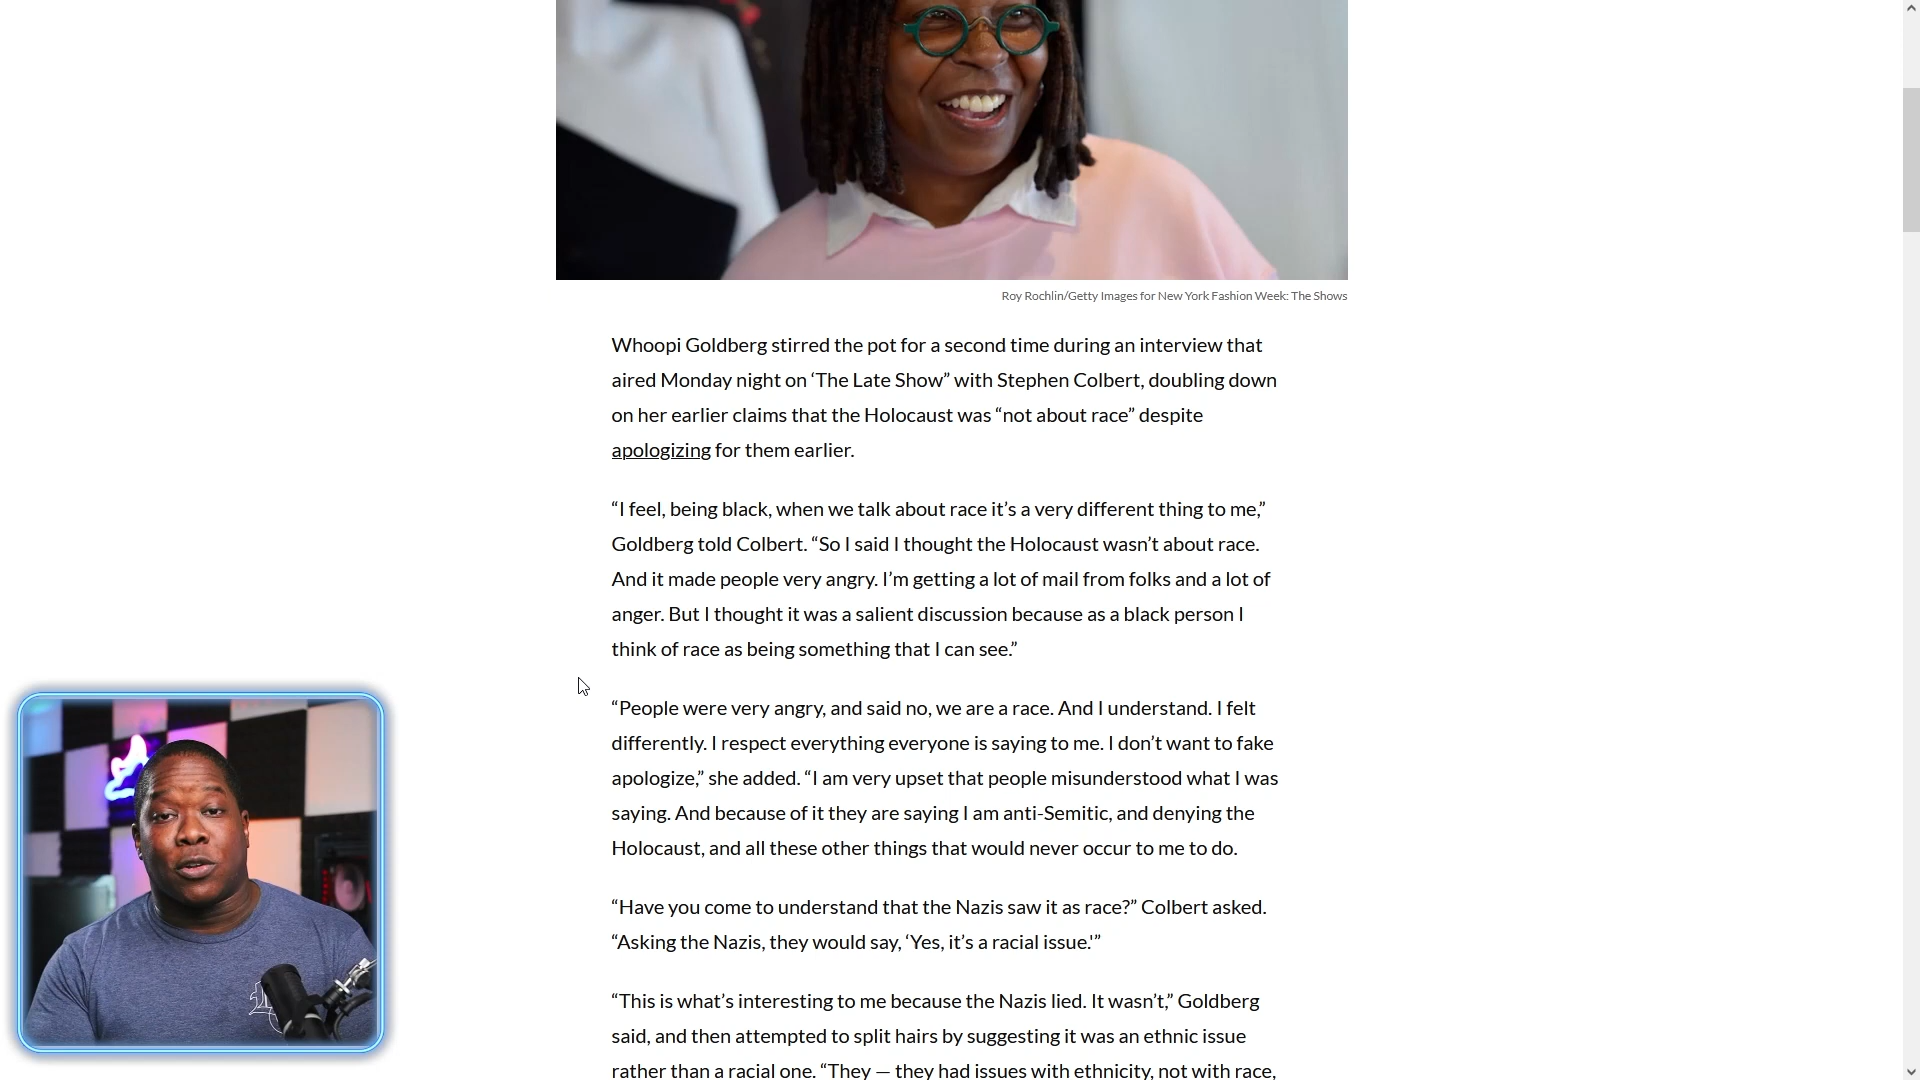 Roy Rochlin/Getty Images for New York Fashion Week: The Shows
Whoopi Goldberg stirred the pot for a second time during an interview that
aired Monday night on ‘The Late Show” with Stephen Colbert, doubling down
on her earlier claims that the Holocaust was “not about race” despite
apologizing for them earlier.
“I feel, being black, when we talk about race it’s a very different thing to me,”
Goldberg told Colbert. “So I said I thought the Holocaust wasn’t about race.
And it made people very angry. I’m getting a lot of mail from folks and a lot of
anger. But I thought it was a salient discussion because as a black person I
think of race as being something that I can see.”
“People were very angry, and said no, we are a race. And I understand. I felt
differently. I respect everything everyone is saying to me. I don’t want to fake
apologize,” she added. “I am very upset that people misunderstood what I was
saying. And because of it they are saying I am anti-Semitic, and denying the
Holocaust, and all these other things that would never occur to me to do.
“Have you come to understand that the Nazis saw it as race?” Colbert asked.
“Asking the Nazis, they would say, ‘Yes, it’s a racial issue.'”
“This is what’s interesting to me because the Nazis lied. It wasn’t,” Goldberg
said, and then attempted to split hairs by suggesting it was an ethnic issue
rather than a racial one. “They — they had issues with ethnicity, not with race,